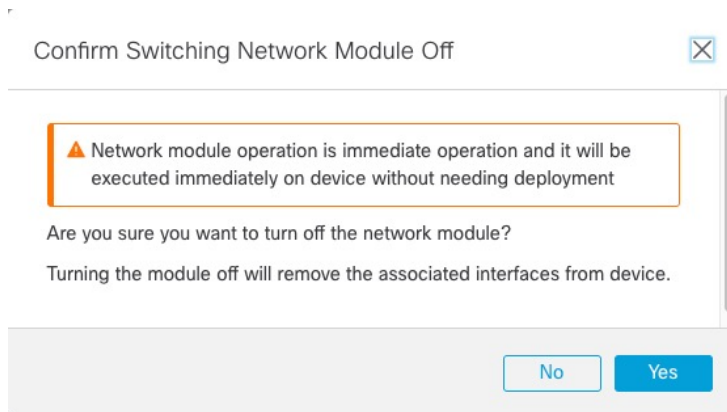 Confirm Switching Network Module Off
Network module operation is immediate operation and it will be
executed immediately on device without needing deployment
Are you sure you want to turn off the network module?
Turning the module off will remove the associated interfaces from device.
No
Yes